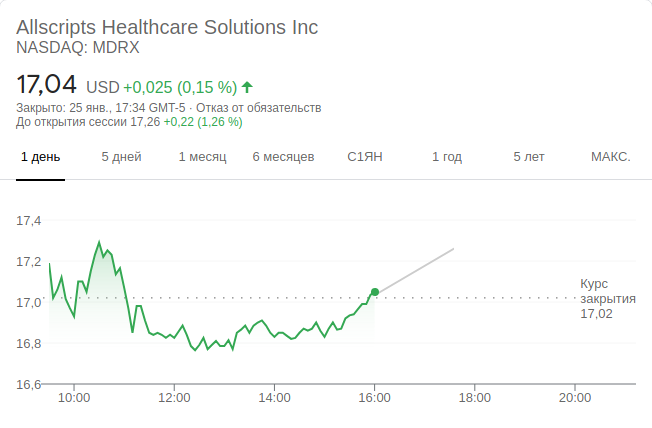 Allscripts Healthcare Solutions Inc
NASDAQ: MDRX
17,04 USD +0,025 (0,15 %)
Закрыто: 25 янв., 17:34 GMT-5 · Отказ от обязательств
До открытия сессии 17,26 +0,22 (1,26 %)
1 день 5 дней 1 месяц 6 месяцев С1ЯН 1 год 5 лет МАКС.
17,4
17,2
17,0
16,8
16,6
Курс
закрытия
17,02
10:00 12:00 14:00 16:00 18:00 20:00